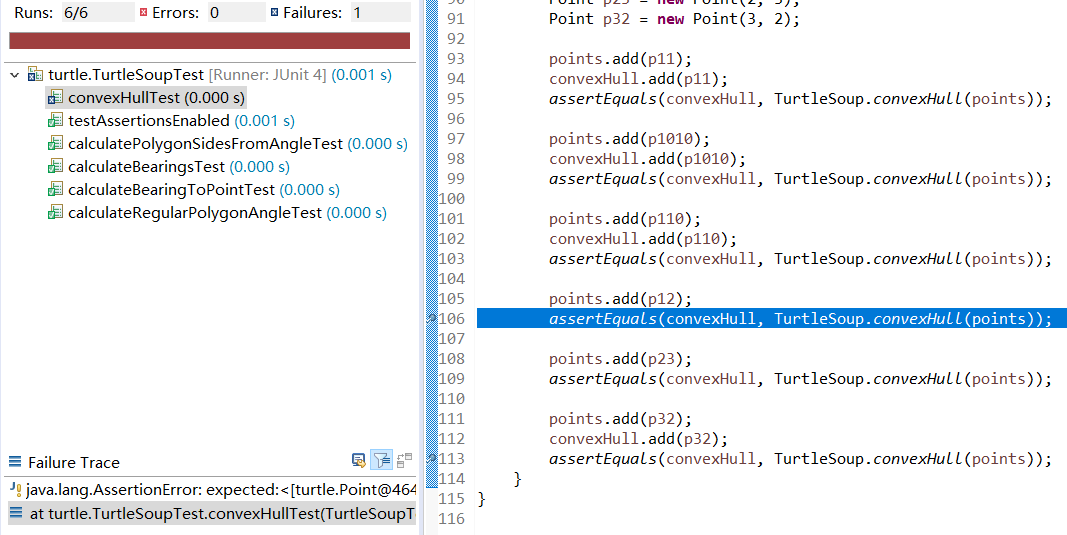 Runs: 6/6 Errors: 0 Failures: 1
turtle.TurtleSoupTest [Runner: JUnit 4] (0.001 s)
convexHullTest (0.000 s)
testAssertionsEnabled (0.001 s)
calculatePolygonSidesFromAngleTest (0.000 s)
calculateBearingsTest (0.000 s)
calculateBearingToPointTest (0.000 s)
calculateRegularPolygonAngleTest (0.000 s)
Failure Trace
java.lang.AssertionError: expected:<[turtle.Point@464
at turtle.TurtleSoupTest.convexHullTest(TurtleSoupT
90 Point p23 = new Point(2, 3);
91 Point p32 = new Point(3, 2);
92
93 points.add(p11);
94 convexHull.add(p11);
95 assertEquals(convexHull, TurtleSoup.convexHull(points));
96
97 points.add(p1010);
98 convexHull.add(p1010);
99 assertEquals(convexHull, TurtleSoup.convexHull(points));
100
101 points.add(p110);
102 convexHull.add(p110);
103 assertEquals(convexHull, TurtleSoup.convexHull(points));
104
105 points.add(p12);
106 assertEquals(convexHull, TurtleSoup.convexHull(points));
107
108 points.add(p23);
109 assertEquals(convexHull, TurtleSoup.convexHull(points));
110
111 points.add(p32);
112 convexHull.add(p32);
113 assertEquals(convexHull, TurtleSoup.convexHull(points));
114 }
115 }
116